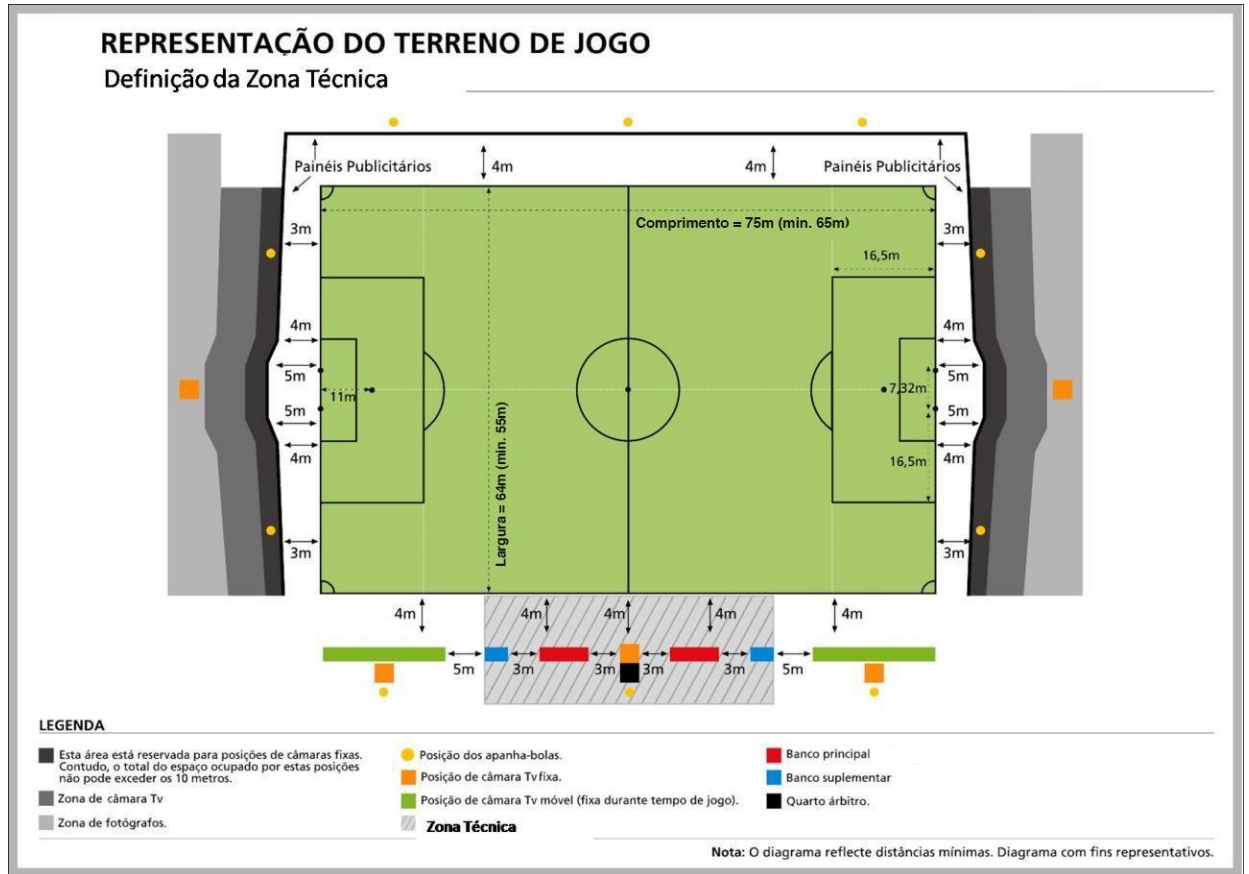 REPRESENTAÇÃO DO TERRENO DE JOGO
Definição da Zona Técnica
Painéis Publicitários
4m
4m
Painéis Publicitários
3m
Comprimento = 75m (min. 65m)
3m
16,5m
4m
4m
5m
5m
11m
7,32m
5m
5m
Largura = 64m (min. 55m)
4m
16,5m
4m
3m
3m
4m
4m
4m
4m
4m
5m
3m
3m
3m
3m
5m
LEGENDA
Esta área está reservada para posições de câmaras fixas.
Contudo, o total do espaço ocupado por estas posições
não pode exceder os 10 metros.
Zona de câmara Tv
Zona de fotógrafos.
Posição dos apanha-bolas.
Posição de câmara Tv fixa.
Posição de câmara Tv móvel (fixa durante tempo de jogo).
Zona Técnica
Banco principal
Banco suplementar
Quarto árbitro.
Nota: O diagrama reflecte distâncias mínimas. Diagrama com fins representativos.